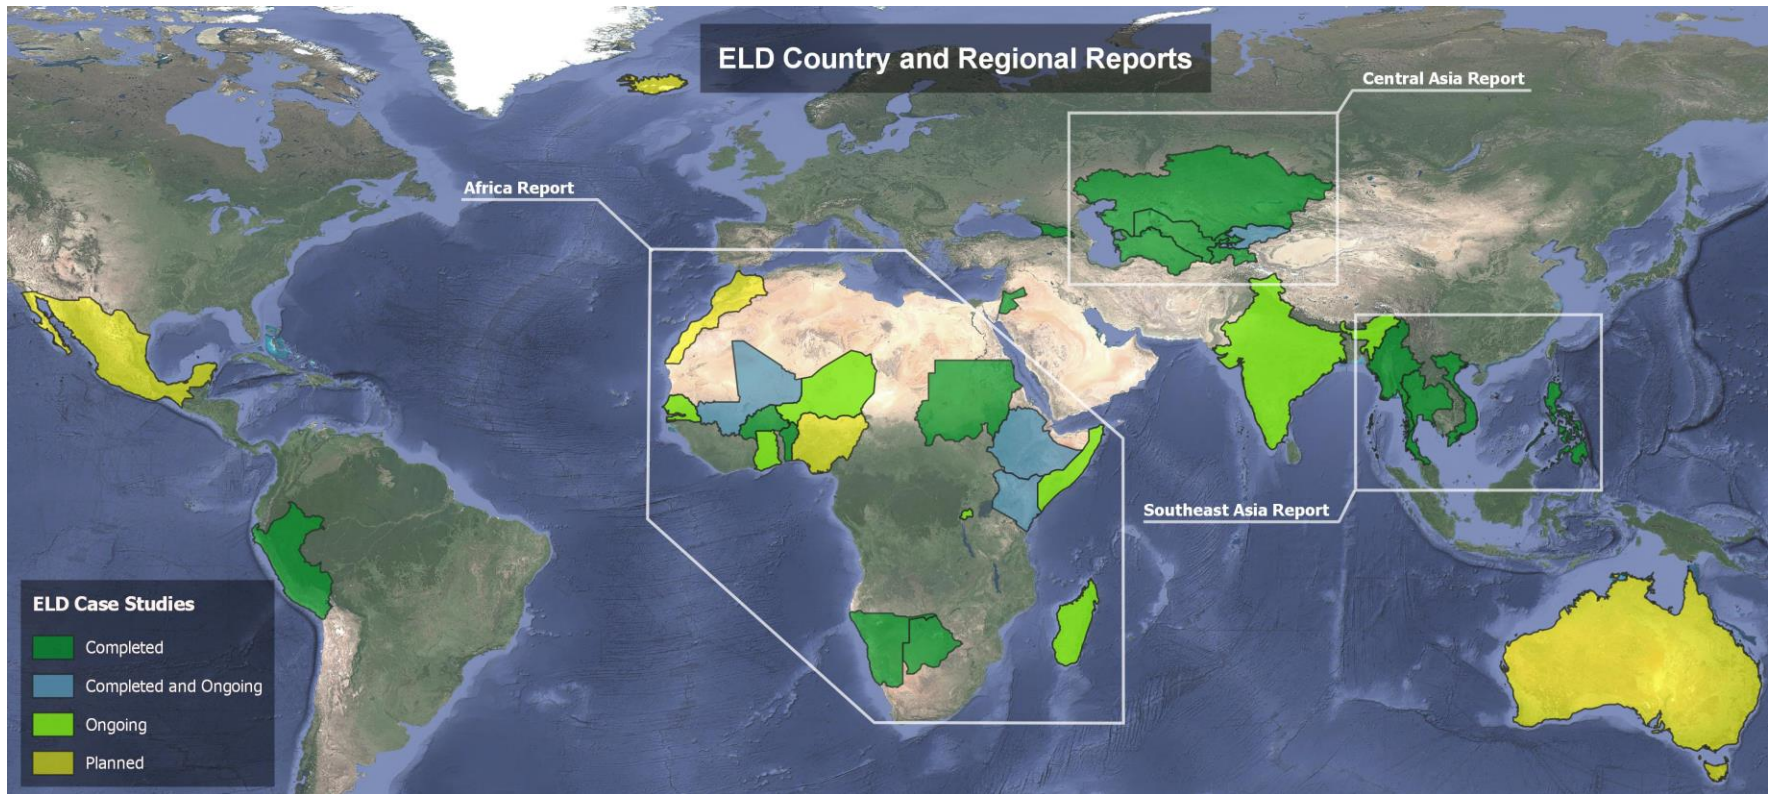 ELD Country and Regional Reports
Central Asia Report
Africa Report
Southeast Asia Report
ELD Case Studies
Completed
Completed and Ongoing
Ongoing
Planned